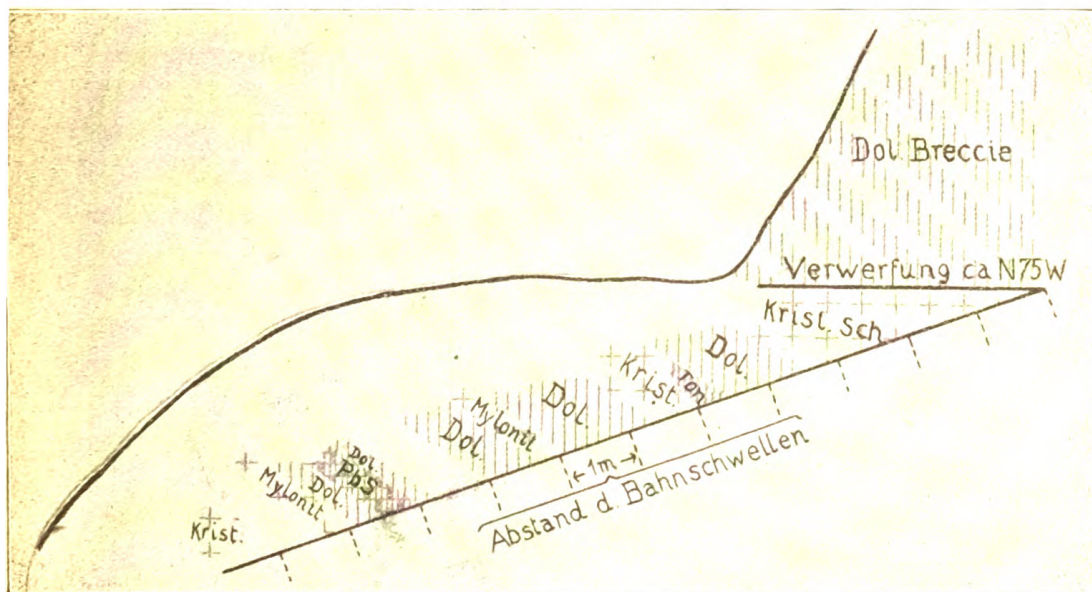 Dol. Breccie
Verwerfung ca N75W
Krist. Sch
Dol.
Ton
Krist.
Dol.
Mylonit
Dol.
Dol.
PbS
Dol.
Mylonit
Krist.
←1m→
Abstand d. Bahnschwellen